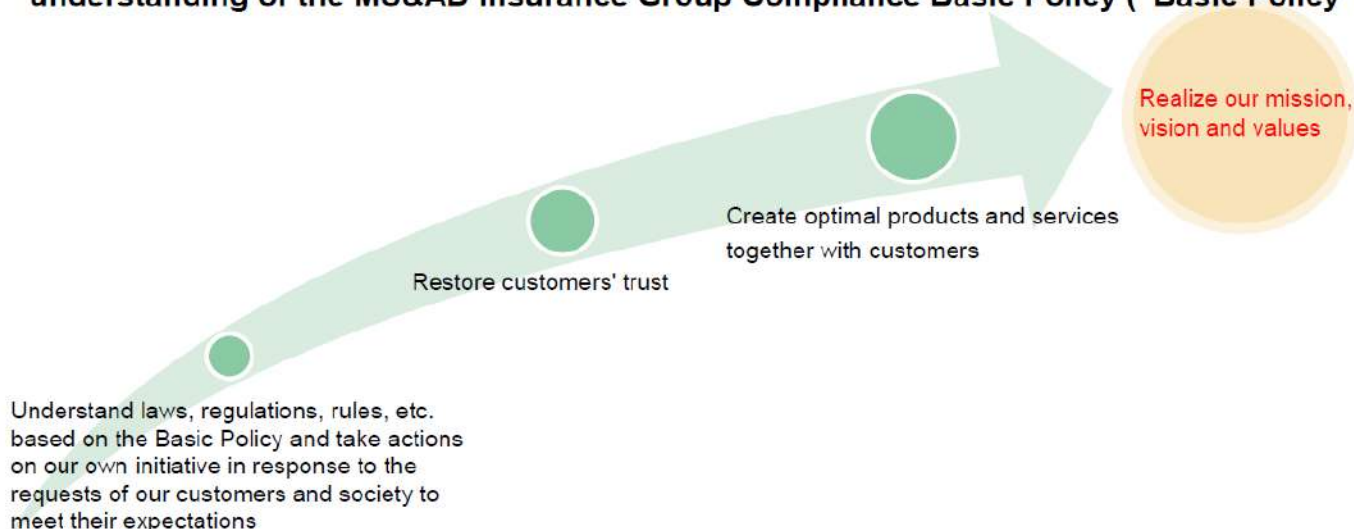 understanding of the MS&AD Insurance Group Compliance Basic Policy ("Basic Policy"
Realize our mission,
vision and values
Create optimal products and services
together with customers
Restore customers' trust
Understand laws, regulations, rules, etc.
based on the Basic Policy and take actions
on our own initiative in response to the
requests of our customers and society to
meet their expectations